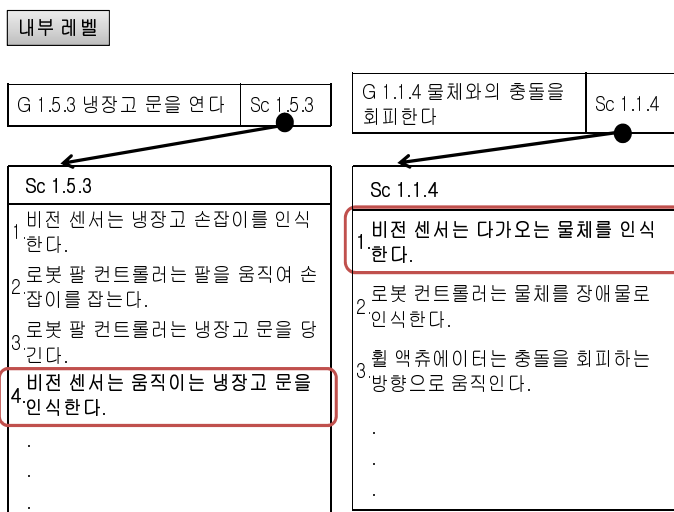 내부 레벨
G 1.5.3 냉장고 문을 연다
Sc 1.5.3
Sc 1.5.3
1. 비전 센서는 냉장고 손잡이를 인식
한다.
2. 로봇 팔 컨트롤러는 팔을 움직여 손
잡이를 잡는다.
3. 로봇 팔 컨트롤러는 냉장고 문을 당
긴다.
4. 비전 센서는 움직이는 냉장고 문을
인식한다.
.
.
.
G 1.1.4 물체와의 충돌을
회피한다
Sc 1.1.4
Sc 1.1.4
1. 비전 센서는 다가오는 물체를 인식
한다.
2. 로봇 컨트롤러는 물체를 장애물로
인식한다.
3. 휠 액츄에이터는 충돌을 회피하는
방향으로 움직인다.
.
.
.